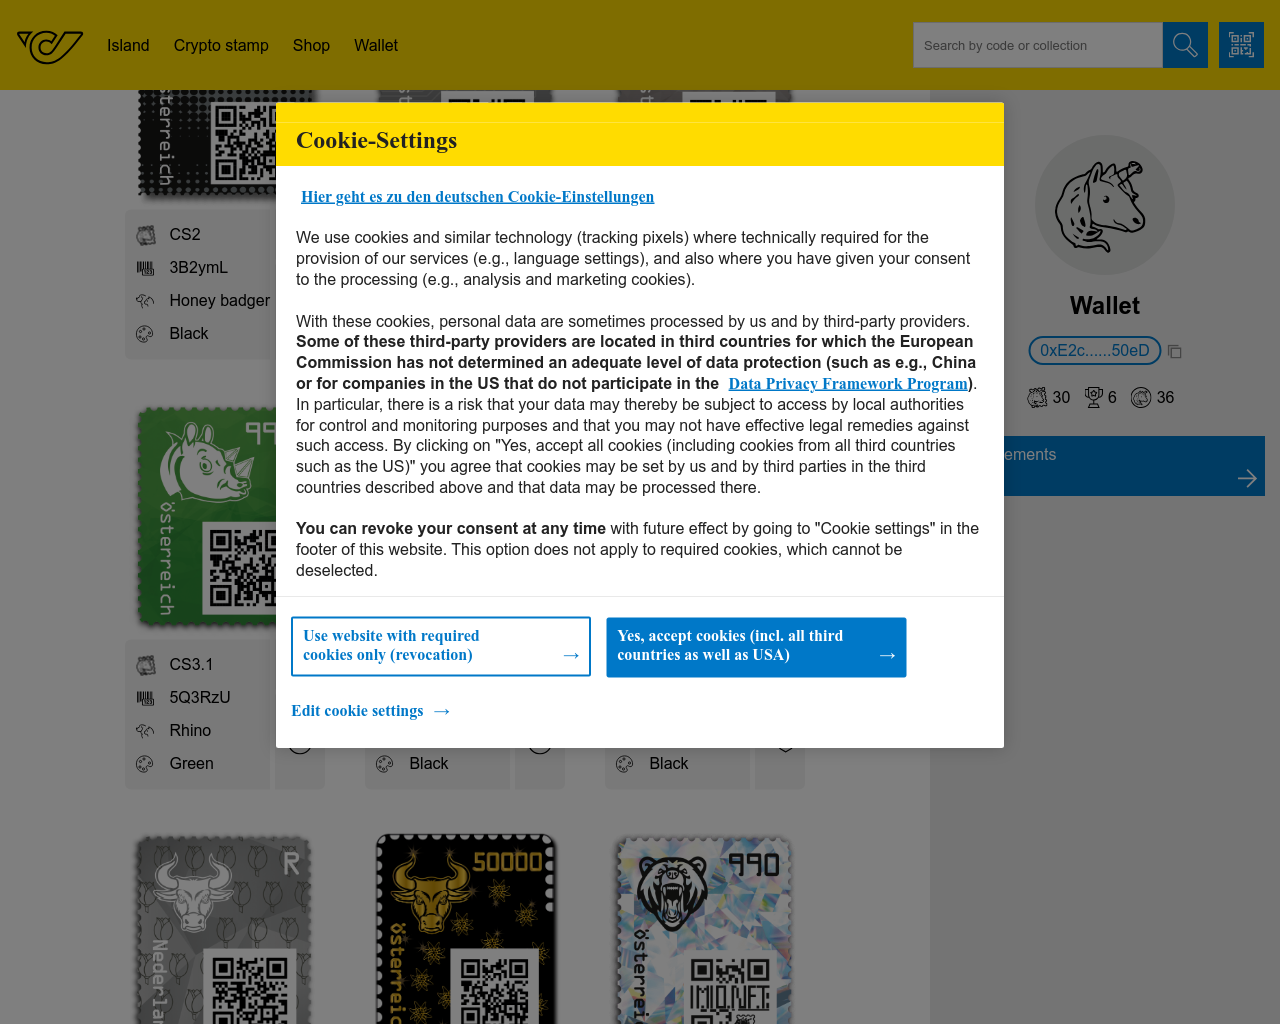 Island Crypto stamp Shop Wallet Search by code or collection
Cookie-Settings
Hier geht es zu den deutschen Cookie-Einstellungen
We use cookies and similar technology (tracking pixels) where technically required for the
provision of our services (e.g., language settings), and also where you have given your consent
to the processing (e.g., analysis and marketing cookies).
With these cookies, personal data are sometimes processed by us and by third-party providers.
Some of these third-party providers are located in third countries for which the European
Commission has not determined an adequate level of data protection (such as e.g., China
or for companies in the US that do not participate in the Data Privacy Framework Program).
In particular, there is a risk that your data may thereby be subject to access by local authorities
for control and monitoring purposes and that you may not have effective legal remedies against
such access. By clicking on "Yes, accept all cookies (including cookies from all third countries
such as the US)" you agree that cookies may be set by us and by third parties in the third
countries described above and that data may be processed there.
You can revoke your consent at any time with future effect by going to "Cookie settings" in the
footer of this website. This option does not apply to required cookies, which cannot be
deselected.
Use website with required
cookies only (revocation) →
Yes, accept cookies (incl. all third
countries as well as USA) →
Edit cookie settings →
sterreich
CS2
3B2ymL
Honey badger
Black
99
österreich
CS3.1
5Q3RzU
Rhino
Green
Black
Black
R
Nederlan
50000
österreic
990
österrei
Wallet
0xE2c......50eD
30 6 36
ements